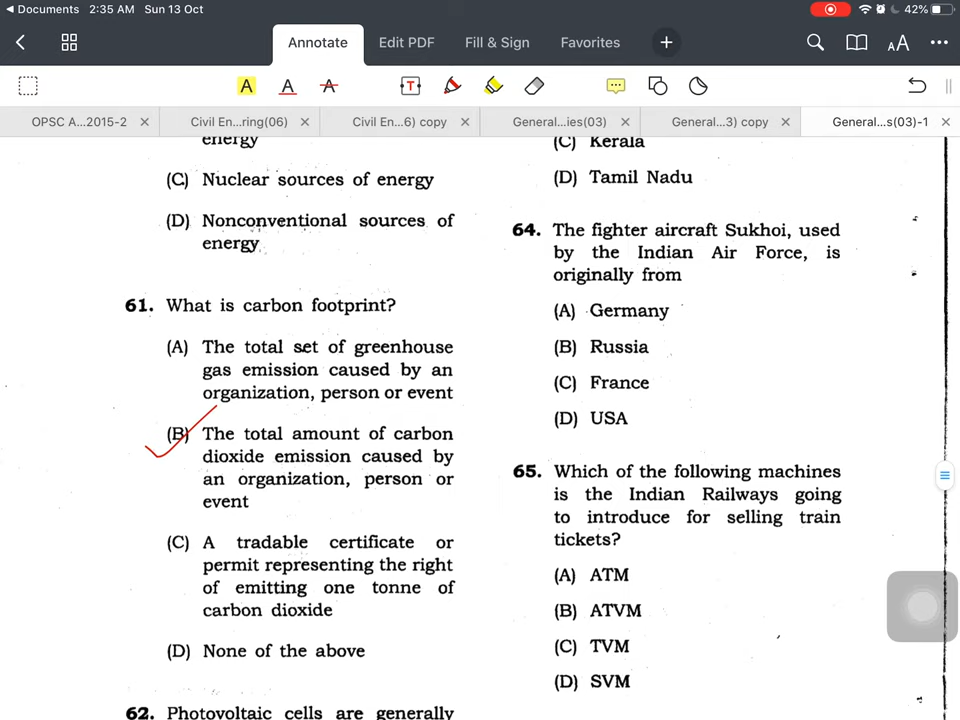 Documents 2:35 AM Sun 13 Oct 42%
Annotate Edit PDF Fill & Sign Favorites
OPSC A...2015-2 Civil En...ring(06) Civil En...6) copy General...ies(03) General...3) copy General...s(03)-1
energy
(C) Nuclear sources of energy
(D) Nonconventional sources of
energy
61. What is carbon footprint?
(A) The total set of greenhouse
gas emission caused by an
organization, person or event
(B) The total amount of carbon
dioxide emission caused by
an organization, person or
event
(C) A tradable certificate or
permit representing the right
of emitting one tonne of
carbon dioxide
(D) None of the above
62. Photovoltaic cells are generally
(C) Kerala
(D) Tamil Nadu
64. The fighter aircraft Sukhoi, used
by the Indian Air Force, is
originally from
(A) Germany
(B) Russia
(C) France
(D) USA
65. Which of the following machines
is the Indian Railways going
to introduce for selling train
tickets?
(A) ATM
(B) ATVM
(C) TVM
(D) SVM